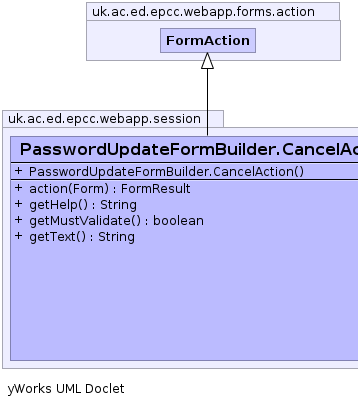 uk.ac.ed.epcc.webapp.forms.action
FormAction
uk.ac.ed.epcc.webapp.session
PasswordUpdateFormBuilder.CancelAc
+ PasswordUpdateFormBuilder.CancelAction()
+ action(Form) : FormResult
+ getHelp() : String
+ getMustValidate() : boolean
+ getText() : String
yWorks UML Doclet